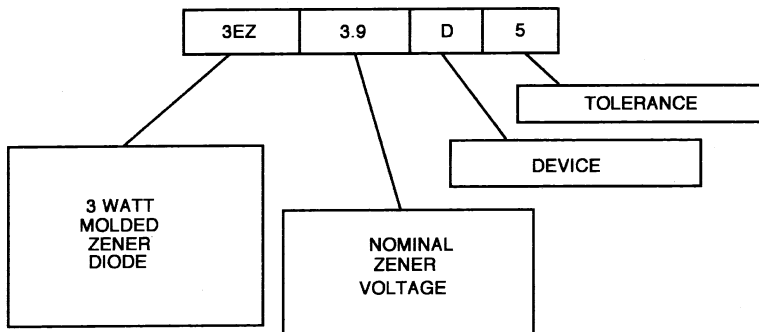 3EZ 3.9 D 5
TOLERANCE
DEVICE
3 WATT
MOLDED
ZENER
DIODE
NOMINAL
ZENER
VOLTAGE